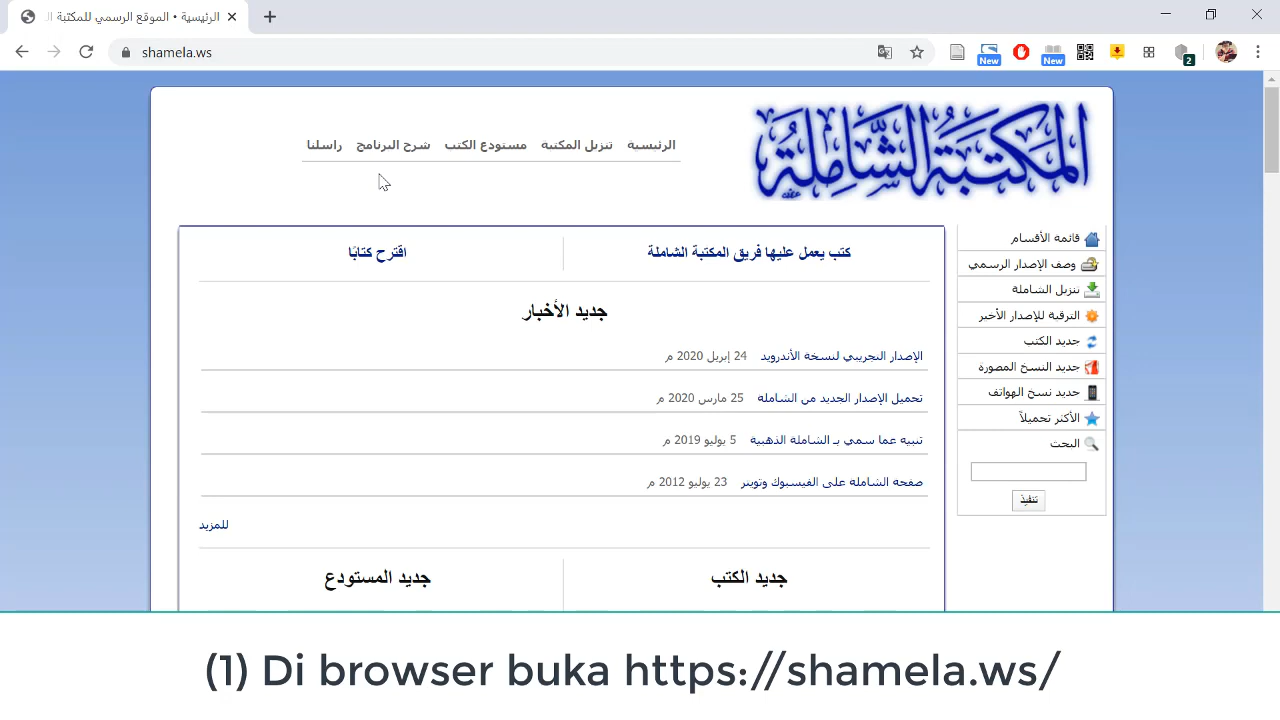 الرئيسية • الموقع الرسمي للمكتبة ال
shamela.ws
New
New
2
المكتبة الشاملة
الرئيسية تنزيل المكتبة مستودع الكتب شرح البرنامج راسلنا
كتب يعمل عليها فريق المكتبة الشاملة
اقترح كتابًا
جديد الأخبار
الإصدار التجريبي لنسخة الأندرويد 24 إبريل 2020 م
تحميل الإصدار الجديد من الشاملة 25 مارس 2020 م
تنبيه عما سمي بـ الشاملة الذهبية 5 يوليو 2019 م
صفحة الشاملة على الفيسبوك وتويتر 23 يوليو 2012 م
للمزيد
جديد الكتب
جديد المستودع
قائمة الأقسام
وصف الإصدار الرسمي
تنزيل الشاملة
الترقية للإصدار الأخير
جديد الكتب
جديد النسخ المصورة
جديد نسخ الهواتف
الأكثر تحميلاً
البحث
تنفيذ
(1) Di browser buka https://shamela.ws/